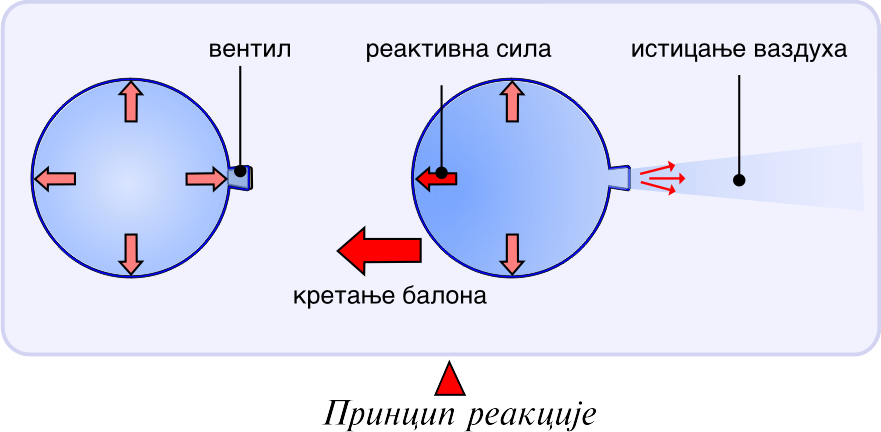 вентил
реактивна сила
истицање ваздуха
кретање балона
Принцип реакције